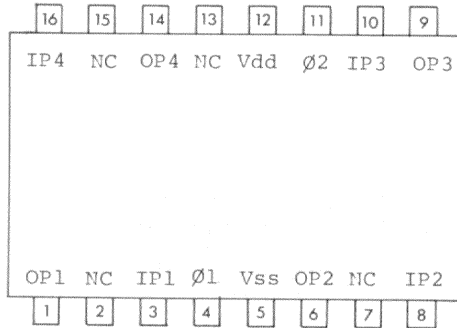 16 15 14 13 12 11 10 9
IP4 NC OP4 NC Vdd Ø2 IP3 OP3
OP1 NC IP1 Ø1 Vss OP2 NC IP2
1 2 3 4 5 6 7 8